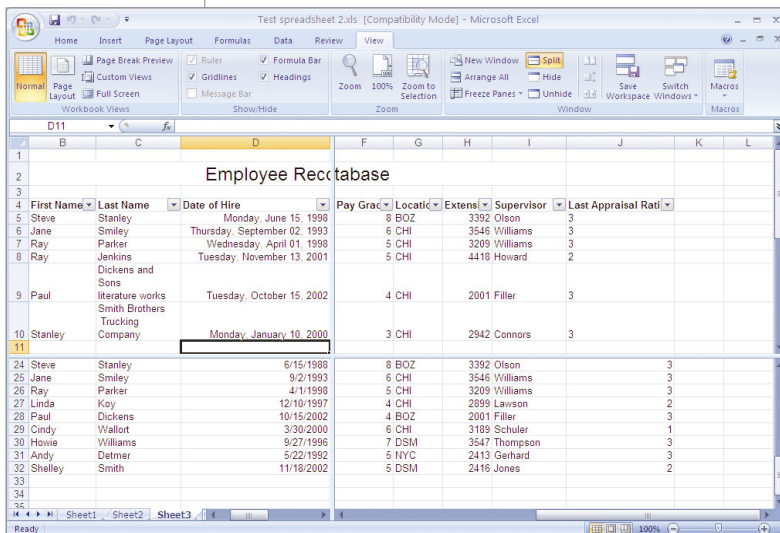 Test spreadsheet 2.xls [Compatibility Mode] - Microsoft Excel
Home Insert Page Layout Formulas Data Review View
Normal Page Layout Page Break Preview Custom Views Full Screen
Workbook Views
Ruler Formula Bar
Gridlines Headings
Message Bar
Show/Hide
Zoom 100% Zoom to Selection
Zoom
New Window Split
Arrange All Hide
Freeze Panes Unhide
Save Workspace Switch Windows
Window
Macros
Macros
D11 fx
B C D F G H I J K L
1
2 Employee Reco tabase
3
4 First Name Last Name Date of Hire Pay Grad Locatio Extensi Supervisor Last Appraisal Rati
5 Steve Stanley Monday, June 15, 1998 8 BOZ 3392 Olson 3
6 Jane Smiley Thursday, September 02, 1993 6 CHI 3546 Williams 3
7 Ray Parker Wednesday, April 01, 1998 5 CHI 3209 Williams 3
8 Ray Jenkins Tuesday, November 13, 2001 5 CHI 4418 Howard 2
Dickens and
Sons
9 Paul literature works Tuesday, October 15, 2002 4 CHI 2001 Filler 3
Smith Brothers
Trucking
10 Stanley Company Monday, January 10, 2000 3 CHI 2942 Connors 3
11
24 Steve Stanley 6/15/1988 8 BOZ 3392 Olson 3
25 Jane Smiley 9/2/1993 6 CHI 3546 Williams 3
26 Ray Parker 4/1/1998 5 CHI 3209 Williams 3
27 Linda Koy 12/10/1997 4 CHI 2899 Lawson 2
28 Paul Dickens 10/15/2002 4 BOZ 2001 Filler 3
29 Cindy Wallort 3/30/2000 6 CHI 3189 Schuler 1
30 Howie Williams 9/27/1996 7 DSM 3547 Thompson 3
31 Andy Detmer 5/22/1992 5 NYC 2413 Gerhard 3
32 Shelley Smith 11/18/2002 5 DSM 2416 Jones 2
33
34
35
Sheet1 Sheet2 Sheet3
Ready 100%